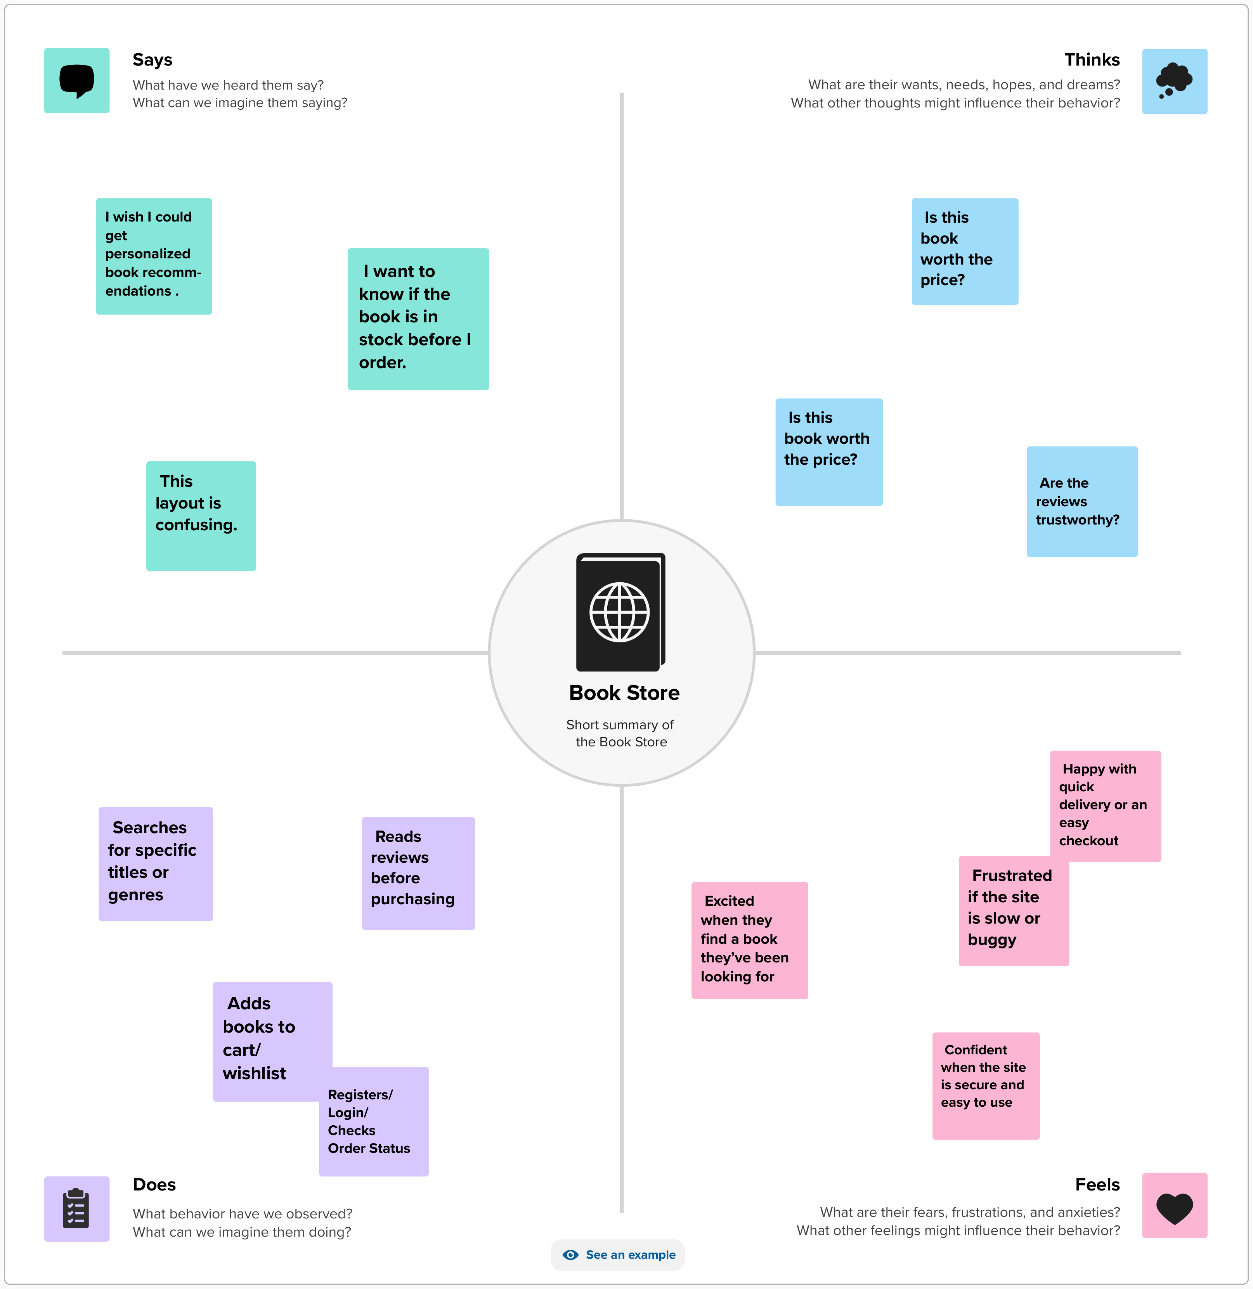 Says
What have we heard them say?
What can we imagine them saying?
Thinks
What are their wants, needs, hopes, and dreams?
What other thoughts might influence their behavior?
I wish I could
get
personalized
book recomm-
endations .
I want to
know if the
book is in
stock before I
order.
This
layout is
confusing.
Is this
book
worth the
price?
Is this
book worth
the price?
Are the
reviews
trustworthy?
Book Store
Short summary of
the Book Store
Searches
for specific
titles or
genres
Reads
reviews
before
purchasing
Adds
books to
cart/
wishlist
Registers/
Login/
Checks
Order Status
Happy with
quick
delivery or an
easy
checkout
Frustrated
if the site
is slow or
buggy
Excited
when they
find a book
they've been
looking for
Confident
when the site
is secure and
easy to use
Does
What behavior have we observed?
What can we imagine them doing?
Feels
What are their fears, frustrations, and anxieties?
What other feelings might influence their behavior?
See an example